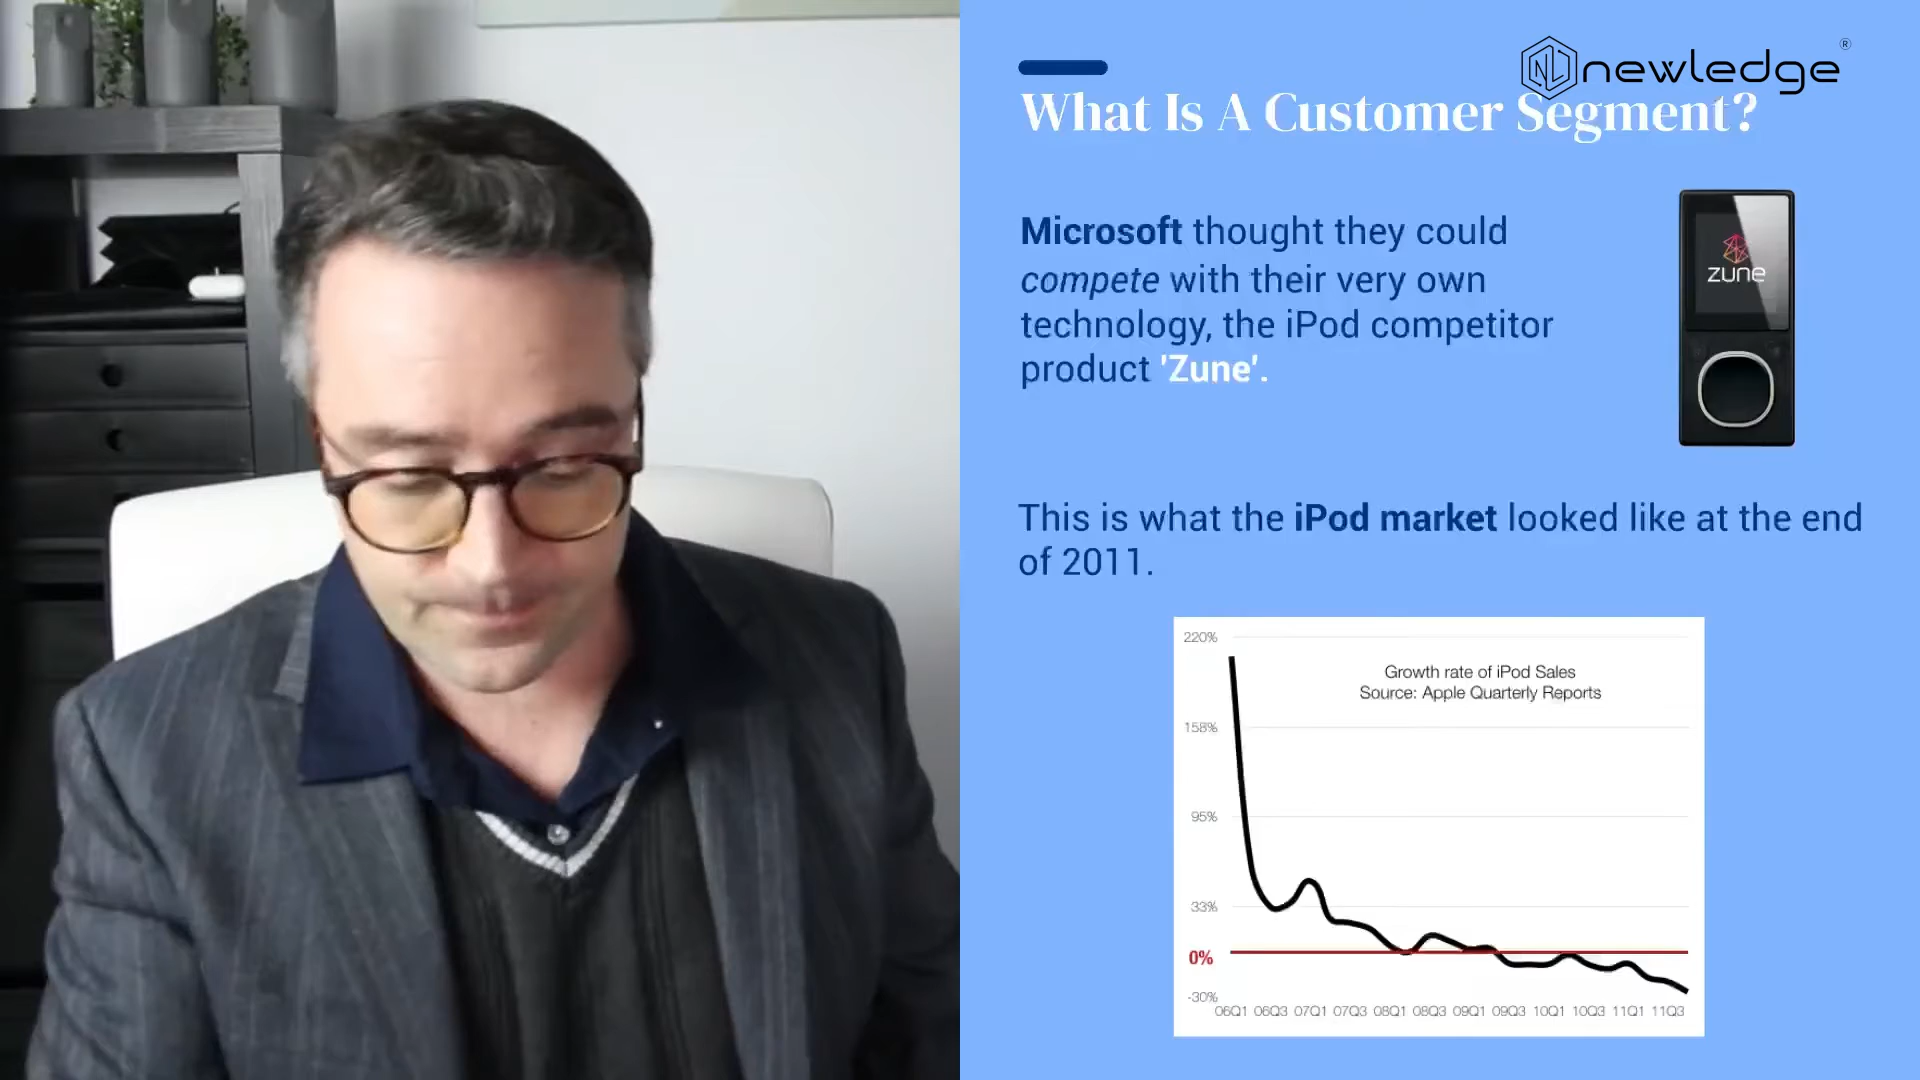 newledge®
What Is A Customer Segment?
Microsoft thought they could
compete with their very own
technology, the iPod competitor
product 'Zune'.
zune
This is what the iPod market looked like at the end
of 2011.
Growth rate of iPod Sales
Source: Apple Quarterly Reports
220%
158%
95%
33%
0%
-30%
06Q1 06Q3 07Q1 07Q3 08Q1 08Q3 09Q1 09Q3 10Q1 10Q3 11Q1 11Q3